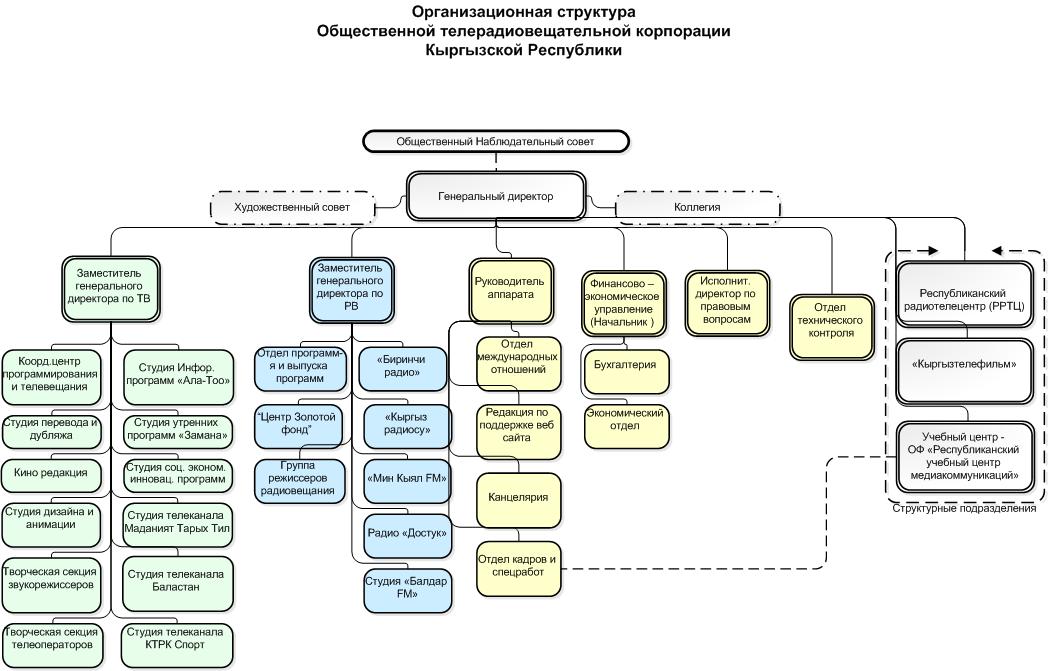 Организационная структура
Общественной телерадиовещательной корпорации
Кыргызской Республики
Общественный Наблюдательный совет
Генеральный директор
Художественный совет
Коллегия
Заместитель
генерального
директора по ТВ
Заместитель
генерального
директора по
РВ
Руководитель
аппарата
Финансово –
экономическое
управление
(Начальник )
Исполнит.
директор по
правовым
вопросам
Отдел
технического
контроля
Республиканский
радиотелецентр (РРТЦ)
«Кыргызтелефильм»
Учебный центр -
ОФ «Республиканский
учебный центр
медиакоммуникаций»
Структурные подразделения
Коорд.центр
программирования
и телевещания
Студия перевода и
дубляжа
Кино редакция
Студия дизайна и
анимации
Творческая секция
звукорежиссеров
Творческая секция
телеоператоров
Студия Инфор.
программ «Ала-Тоо»
Студия утренних
программ «Замана»
Студия соц. эконом.
инновац. программ
Студия телеканала
Маданият Тарых Тил
Студия телеканала
Баластан
Студия телеканала
КТРК Спорт
Отдел программ-
я и выпуска
программ
“Центр Золотой
фонд”
Группа
режиссеров
радиовещания
«Биринчи
радио»
«Кыргыз
радиосу»
«Мин Кыял FM»
Радио «Достук»
Студия «Балдар
FM»
Отдел
международных
отношений
Редакция по
поддержке веб
сайта
Канцелярия
Отдел кадров и
спецработ
Бухгалтерия
Экономический
отдел